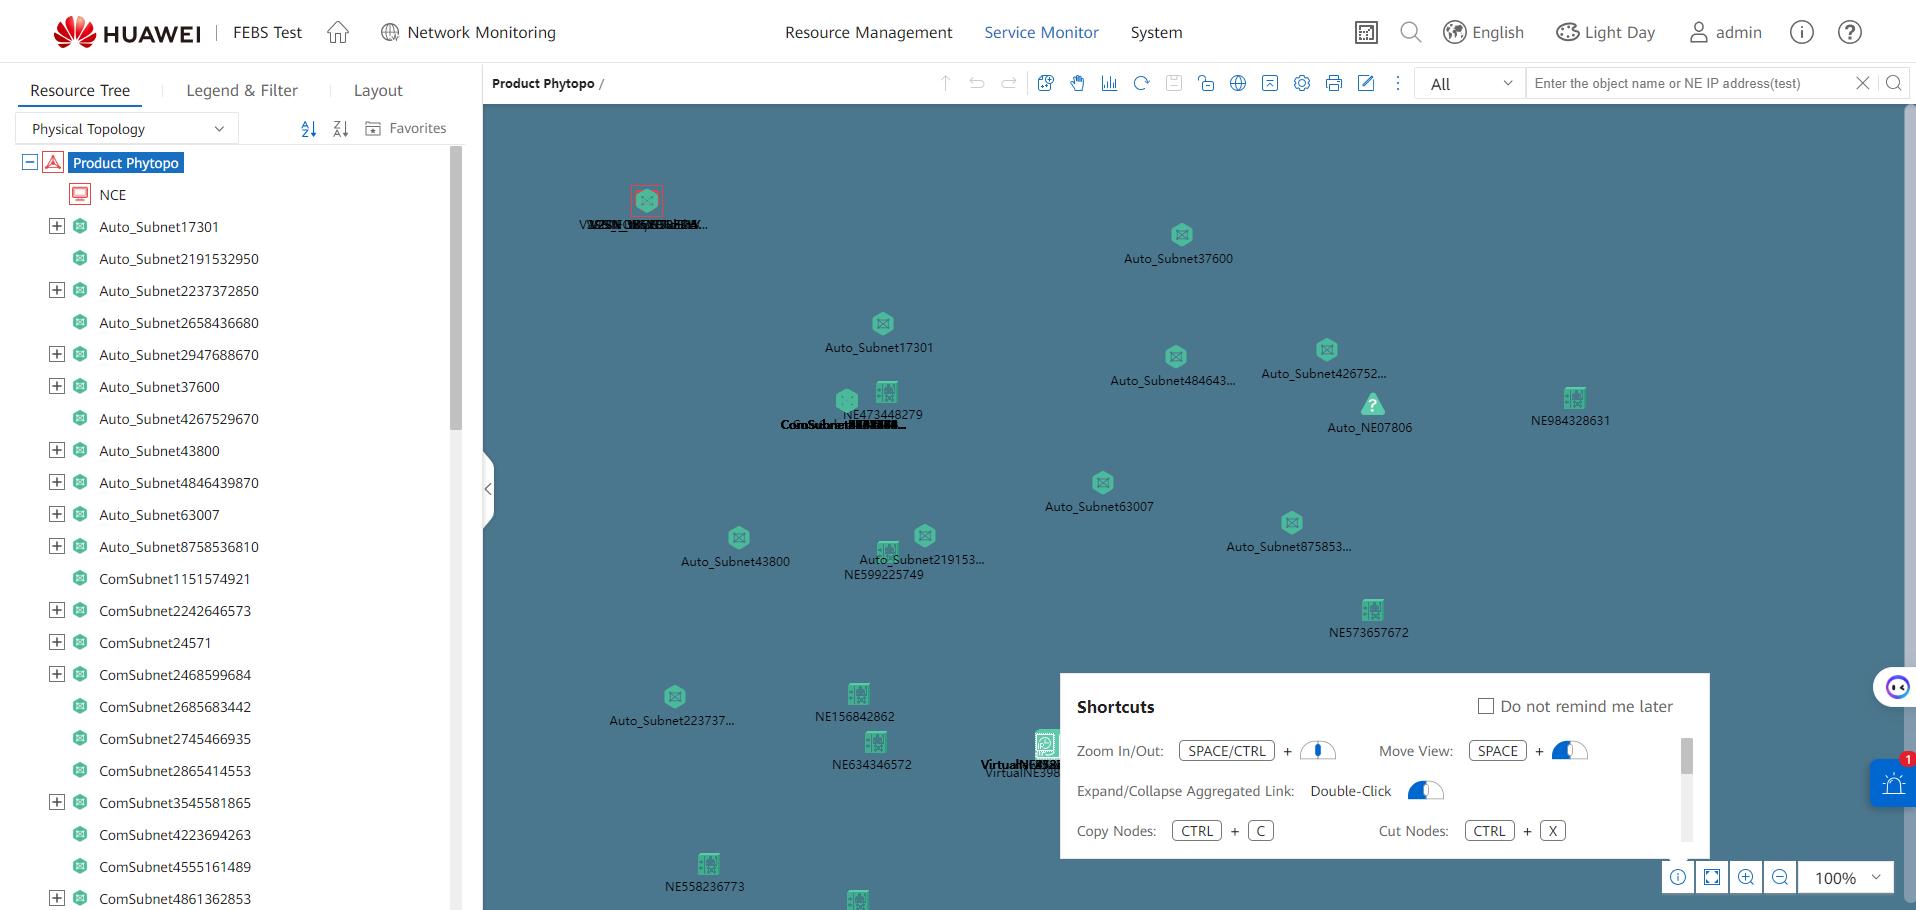 HUAWEI
FEBS Test
Network Monitoring
Resource Management
Service Monitor
System
English
Light Day
admin
Resource Tree
Legend & Filter
Layout
Physical Topology
Favorites
Product Phytopo
NCE
Auto_Subnet17301
Auto_Subnet2191532950
Auto_Subnet2237372850
Auto_Subnet2658436680
Auto_Subnet2947688670
Auto_Subnet37600
Auto_Subnet4267529670
Auto_Subnet43800
Auto_Subnet4846439870
Auto_Subnet63007
Auto_Subnet8758536810
ComSubnet1151574921
ComSubnet2242646573
ComSubnet24571
ComSubnet2468599684
ComSubnet2685683442
ComSubnet2745466935
ComSubnet2865414553
ComSubnet3545581865
ComSubnet4223694263
ComSubnet4555161489
ComSubnet4861362853
Product Phytopo /
All
Enter the object name or NE IP address(test)
Auto_Subnet37600
Auto_Subnet17301
Auto_Subnet484643...
Auto_Subnet426752...
NE473448279
Auto_NE07806
NE984328631
Auto_Subnet63007
Auto_Subnet875853...
Auto_Subnet43800
Auto_Subnet219153...
NE599225749
NE573657672
Auto_Subnet223737...
NE156842862
NE634346572
NE558236773
Shortcuts
Do not remind me later
Zoom In/Out: SPACE/CTRL +
Move View: SPACE +
Expand/Collapse Aggregated Link: Double-Click
Copy Nodes: CTRL + C
Cut Nodes: CTRL + X
1
100%